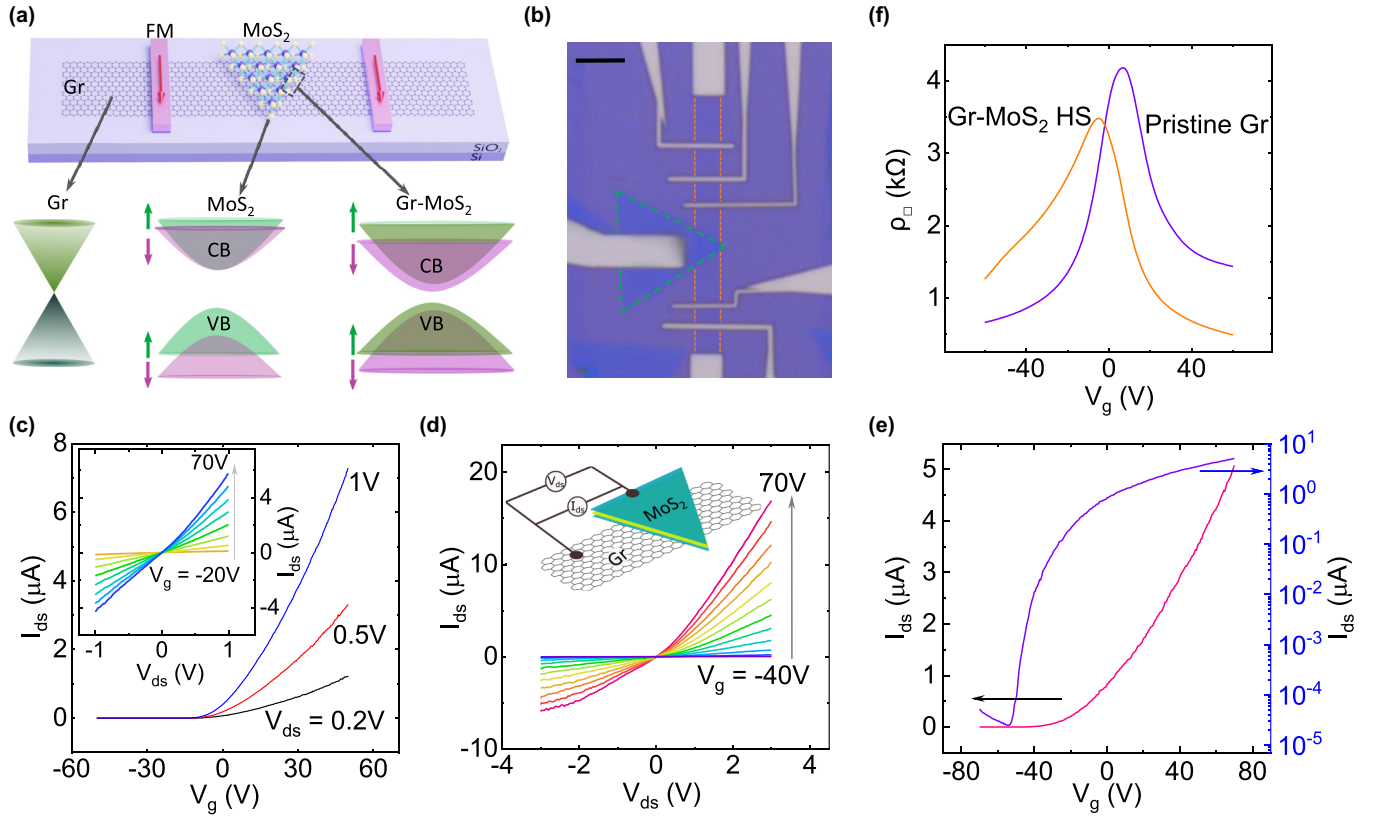 (a)
FM
MoS2
Gr
SiO2
Si
Gr
MoS2
Gr-MoS2
CB
CB
VB
VB
(b)
(f)
4
3
2
1
ρ□ (kΩ)
Gr-MoS2 HS
Pristine Gr
-40
0
40
Vg (V)
(c)
8
6
4
2
0
Ids (μA)
70V
Vg = -20V
4
0
-4
Ids (μA)
-1
0
1
Vds (V)
1V
0.5V
Vds = 0.2V
-60
-30
0
30
60
Vg (V)
(d)
20
10
0
-10
Ids (μA)
Vds
Ids
MoS2
Gr
70V
Vg = -40V
-4
-2
0
2
4
Vds (V)
(e)
5
4
3
2
1
0
Ids (μA)
10^1
10^0
10^-1
10^-2
10^-3
10^-4
10^-5
Ids (μA)
-80
-40
0
40
80
Vg (V)